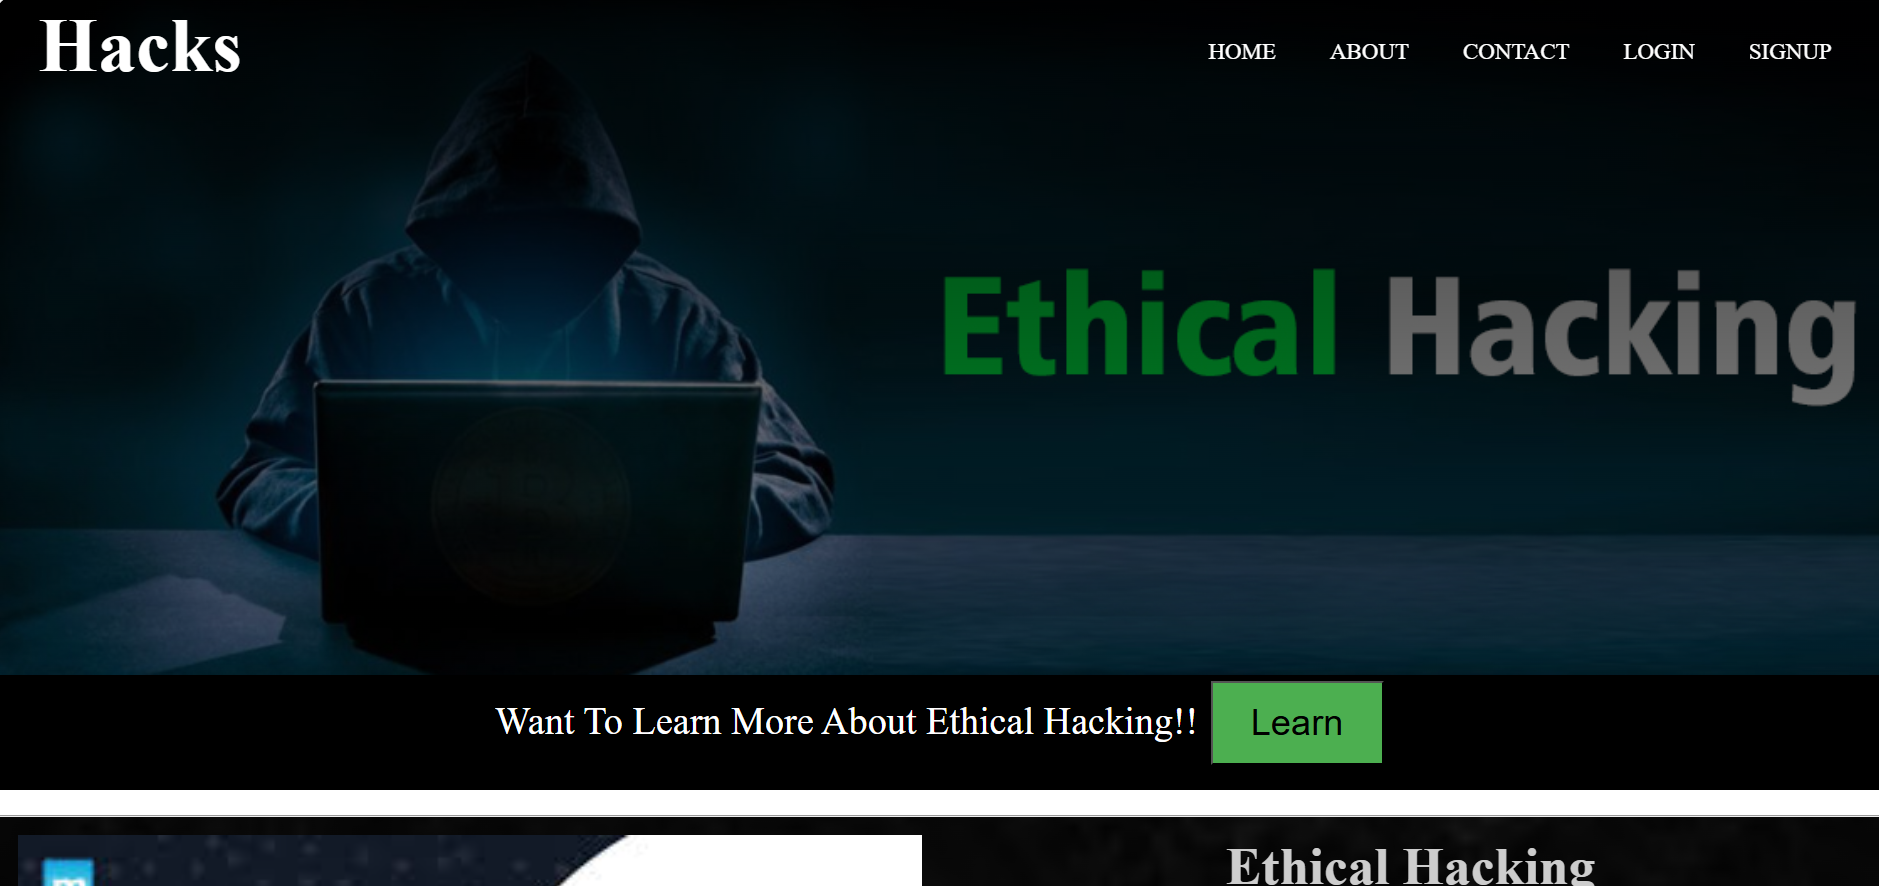 Hacks
HOME ABOUT CONTACT LOGIN SIGNUP
Ethical Hacking
Want To Learn More About Ethical Hacking!! Learn
m
Ethical Hacking